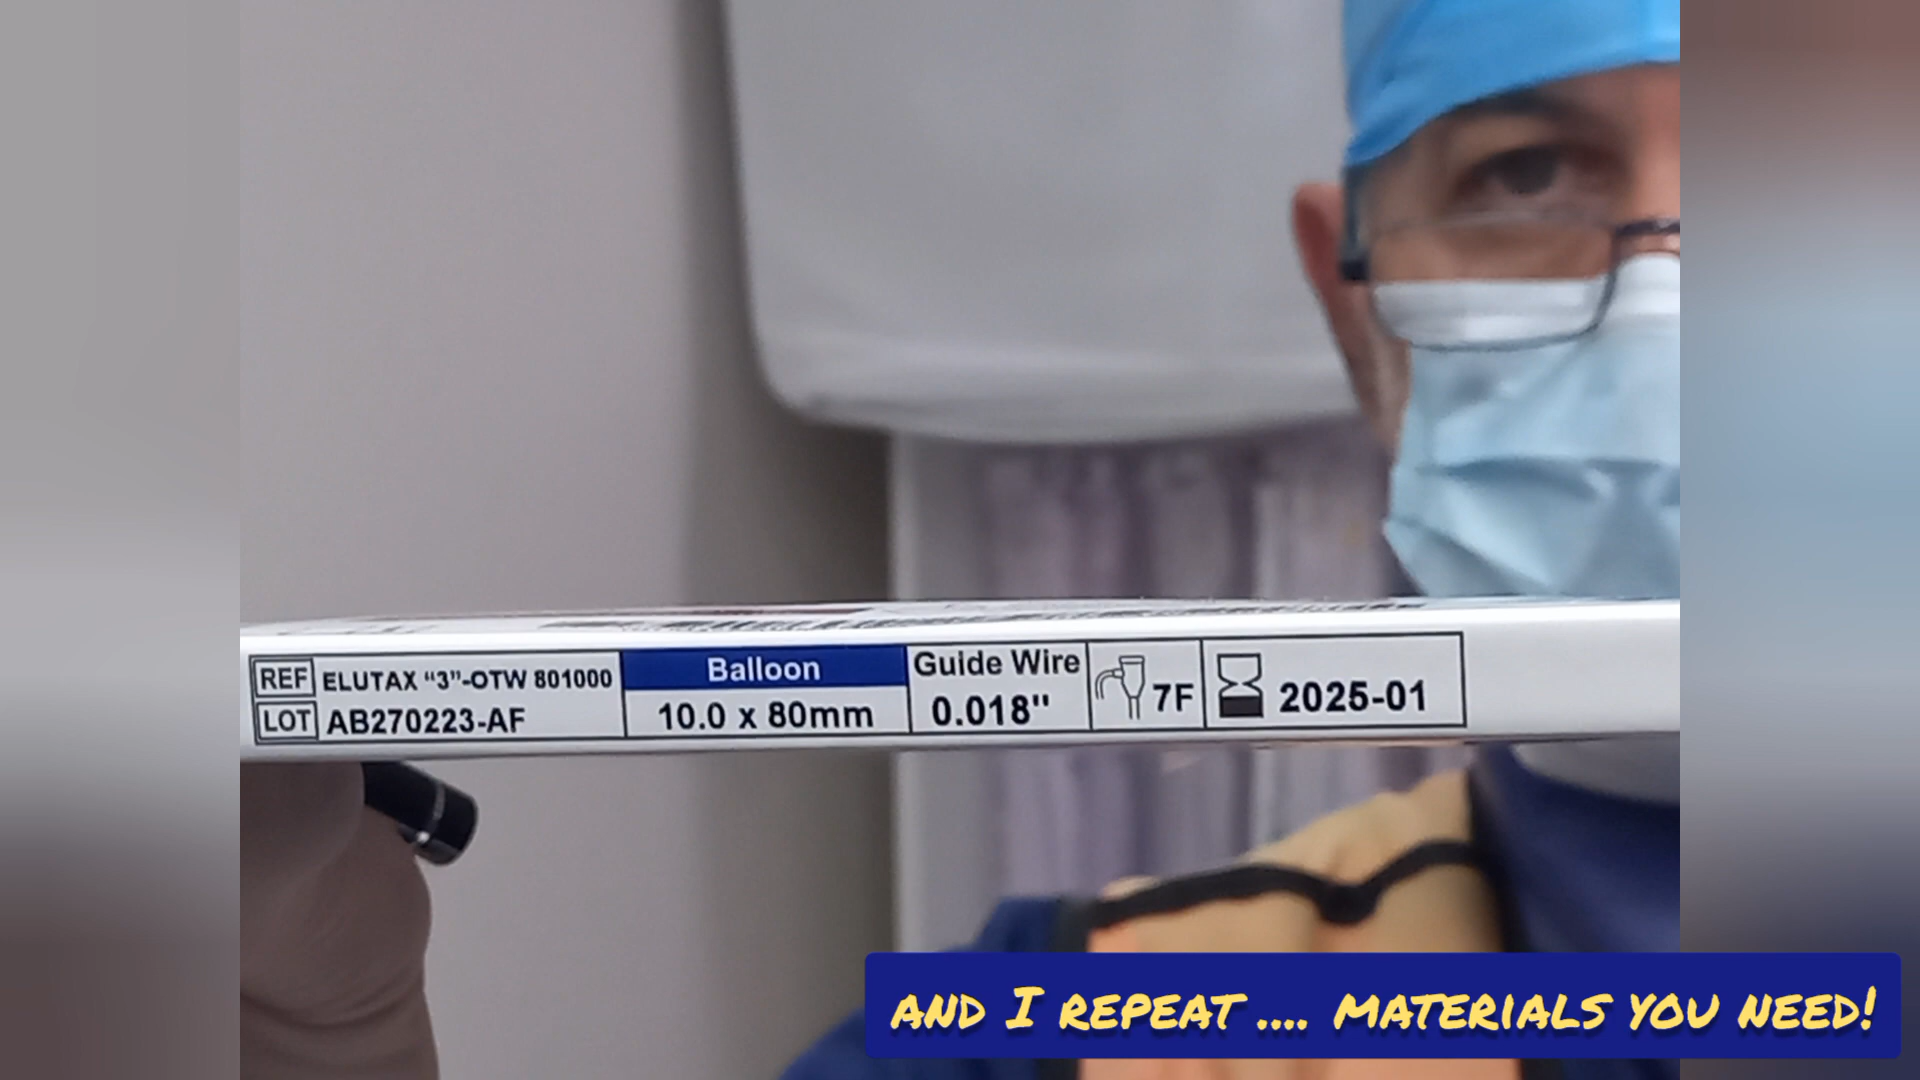 REF ELUTAX “3”-OTW 801000
LOT AB270223-AF
Balloon
10.0 x 80mm
Guide Wire
0.018"
7F
2025-01
AND I REPEAT .... MATERIALS YOU NEED!